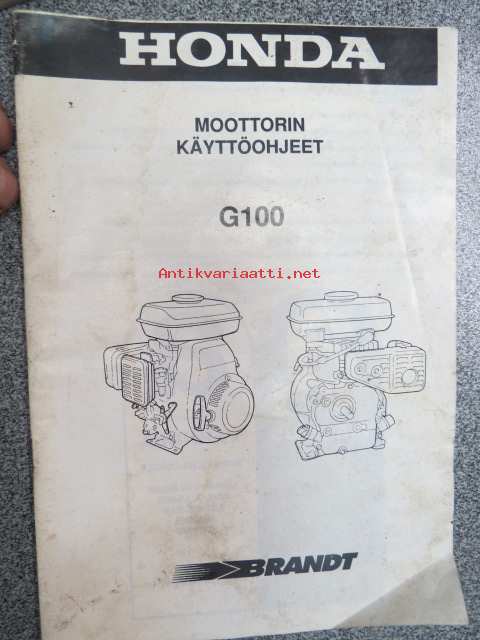 HONDA
MOOTTORIN
KÄYTTÖOHJEET
G100
Antikvariaatti.net
BRANDT